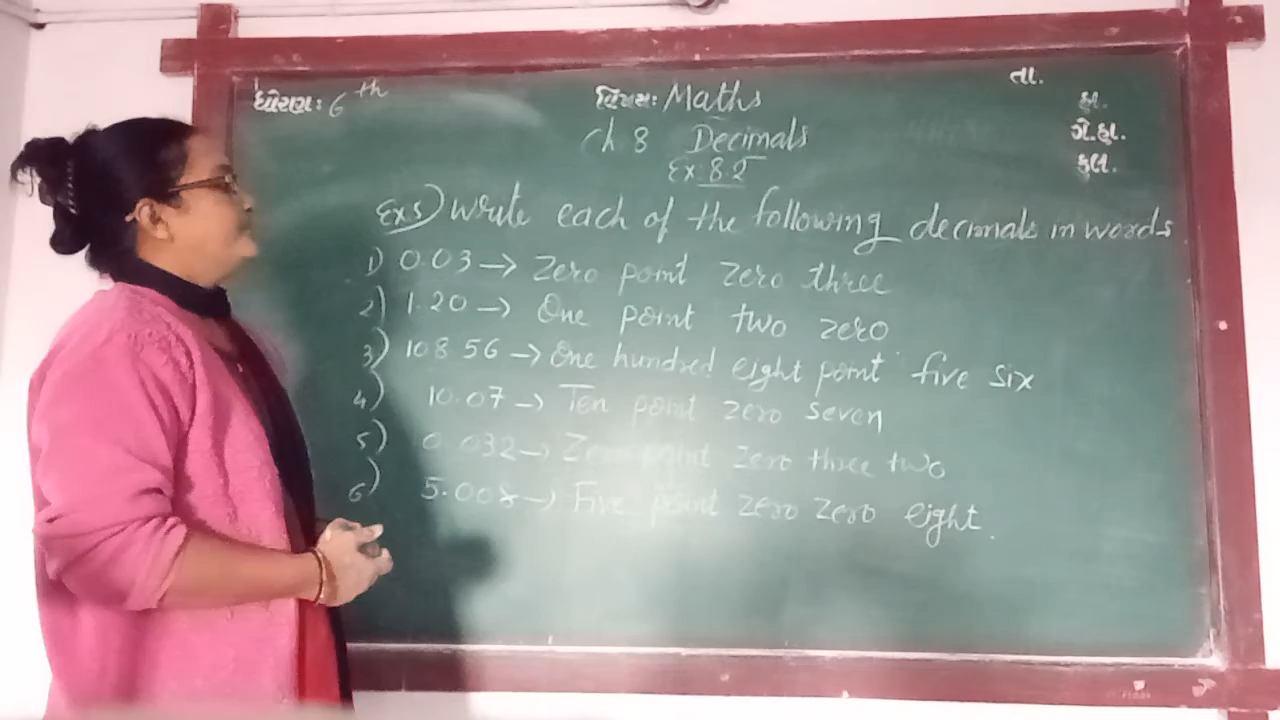 ધોરણ: 6th
વિષય: Maths
તા.
Ch 8 Decimals
હા.
ગે.હા.
કુલ.
Ex 8.2
Ex 5) Write each of the following decimals in words
1) 0.03 → Zero point zero three
2) 1.20 → One point two zero
3) 108.56 → One hundred eight point five six
4) 10.07 → Ten point zero seven
5) 0.032 → Zero point zero three two
6) 5.008 → Five point zero zero eight.